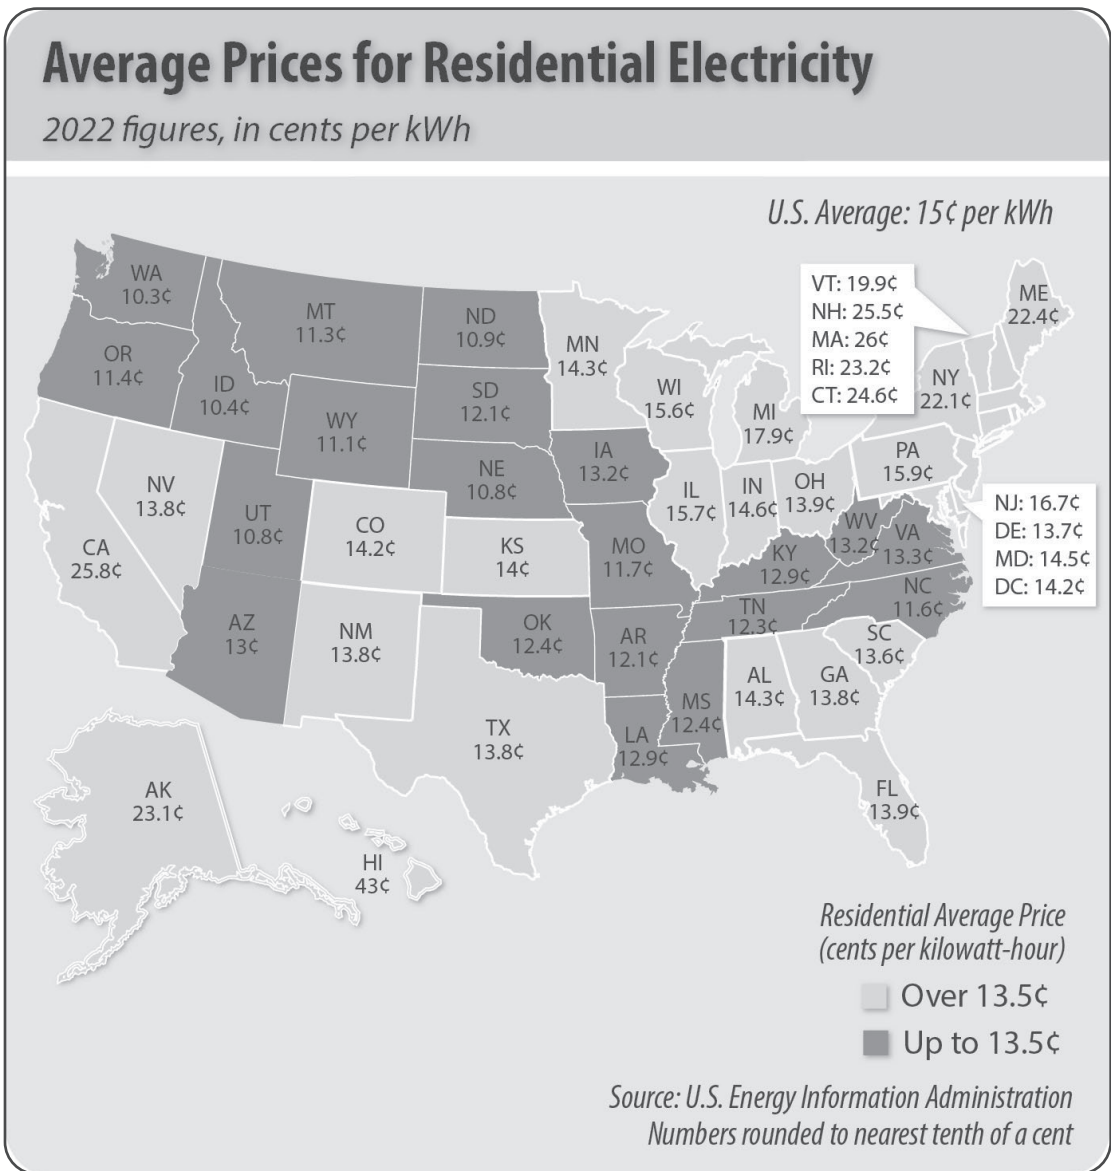 Average Prices for Residential Electricity
2022 figures, in cents per kWh
U.S. Average: 15¢ per kWh
WA
10.3¢
MT
11.3¢
ND
10.9¢
MN
14.3¢
VT: 19.9¢
NH: 25.5¢
MA: 26¢
RI: 23.2¢
CT: 24.6¢
ME
22.4¢
OR
11.4¢
ID
10.4¢
SD
12.1¢
WI
15.6¢
MI
17.9¢
NY
22.1¢
WY
11.1¢
IA
13.2¢
PA
15.9¢
NV
13.8¢
UT
10.8¢
NE
10.8¢
IL
15.7¢
IN
14.6¢
OH
13.9¢
NJ: 16.7¢
DE: 13.7¢
MD: 14.5¢
DC: 14.2¢
CA
25.8¢
CO
14.2¢
KS
14¢
MO
11.7¢
KY
12.9¢
WV
13.2¢
VA
13.3¢
NC
11.6¢
AZ
13¢
NM
13.8¢
OK
12.4¢
AR
12.1¢
TN
12.3¢
SC
13.6¢
MS
12.4¢
AL
14.3¢
GA
13.8¢
TX
13.8¢
LA
12.9¢
FL
13.9¢
AK
23.1¢
HI
43¢
Residential Average Price
(cents per kilowatt-hour)
Over 13.5¢
Up to 13.5¢
Source: U.S. Energy Information Administration
Numbers rounded to nearest tenth of a cent